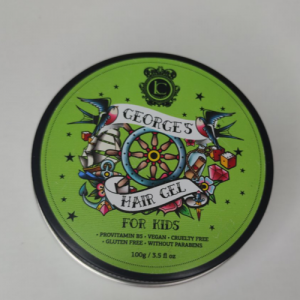 LC
GEORGE'S
HAIR GEL
FOR KIDS
• PROVITAMIN B5 • VEGAN • CRUELTY FREE
• GLUTEN FREE • WITHOUT PARABENS
100g / 3.5 fl oz